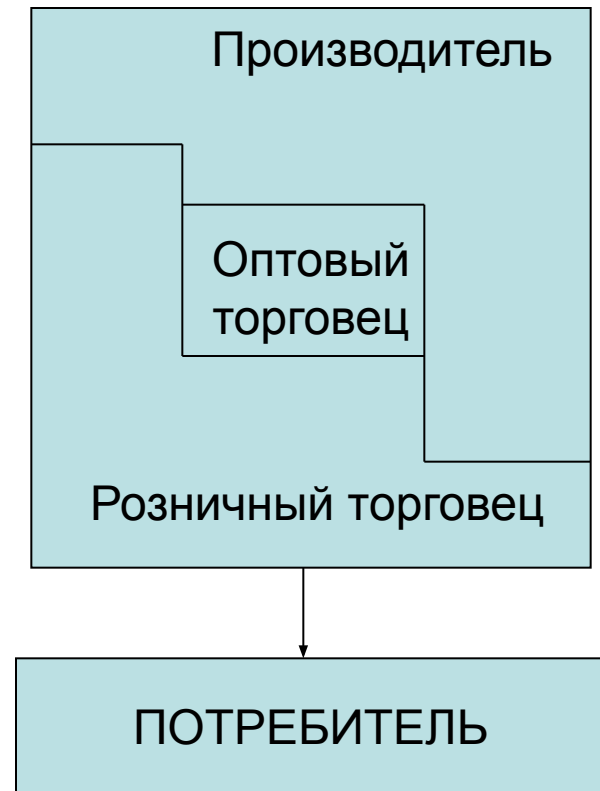 Производитель
Оптовый
торговец
Розничный торговец
ПОТРЕБИТЕЛЬ